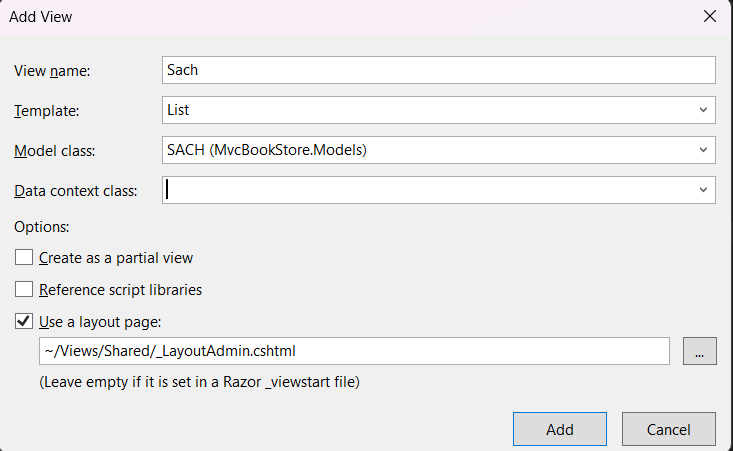 Add View
View name: Sach
Template: List
Model class: SACH (MvcBookStore.Models)
Data context class:
Options:
Create as a partial view
Reference script libraries
Use a layout page:
~/Views/Shared/_LayoutAdmin.cshtml ...
(Leave empty if it is set in a Razor _viewstart file)
Add Cancel